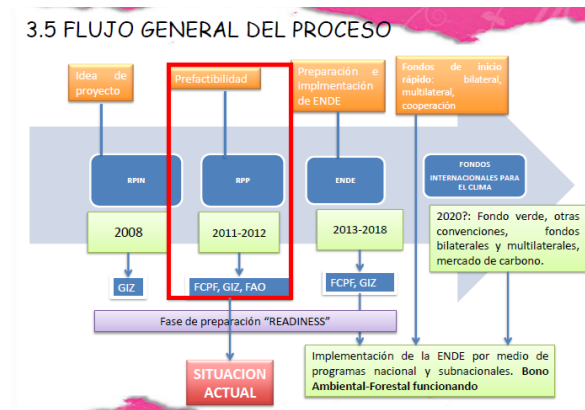 3.5 FLUJO GENERAL DEL PROCESO
Idea de
proyecto
Prefactibilidad
Preparación e
implmentación
de ENDE
Fondos de inicio
rápido: bilateral,
multilateral,
cooperación
RPIN
RPP
ENDE
FONDOS
INTERNACIONALES PARA
EL CLIMA
2008
2011-2012
2013-2018
2020?: Fondo verde, otras
convenciones, fondos
bilaterales y multilaterales,
mercado de carbono.
GIZ
FCPF, GIZ, FAO
FCPF, GIZ
Fase de preparación "READINESS"
SITUACION
ACTUAL
Implementación de la ENDE por medio de
programas nacional y subnacionales. Bono
Ambiental-Forestal funcionando